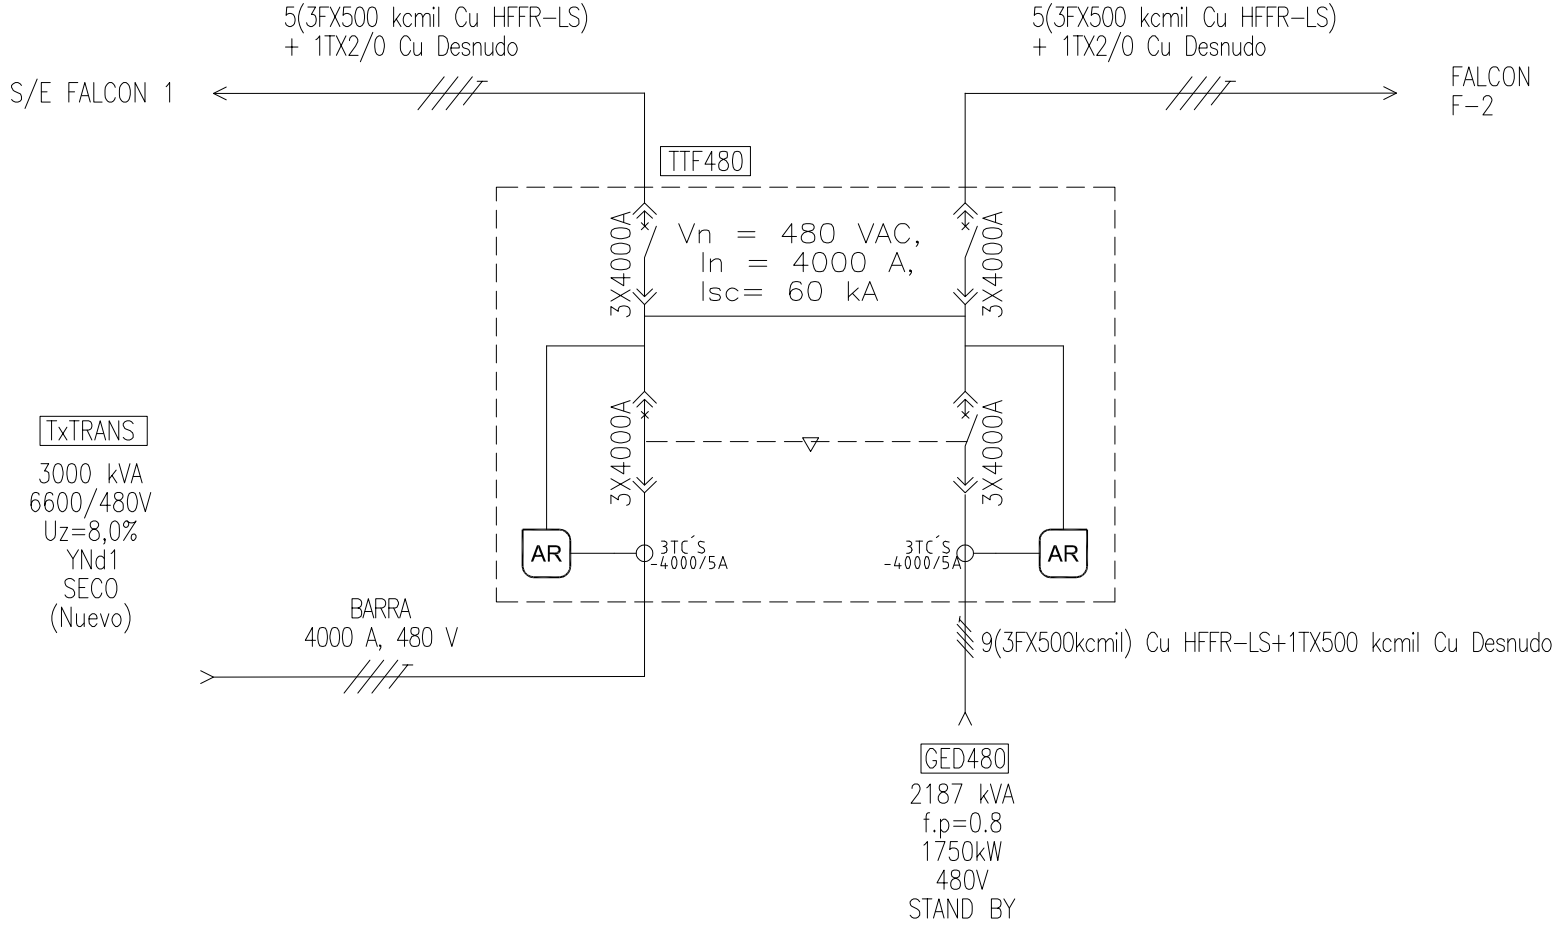 5(3FX500 kcmil Cu HFFR-LS)
+ 1TX2/0 Cu Desnudo
5(3FX500 kcmil Cu HFFR-LS)
+ 1TX2/0 Cu Desnudo
S/E FALCON 1
FALCON
F-2
TTF480
3X4000A
Vn = 480 VAC,
In = 4000 A,
Isc= 60 kA
3X4000A
3X4000A
3X4000A
TxTRANS
3000 kVA
6600/480V
Uz=8,0%
YNd1
SECO
(Nuevo)
AR
3TC´S
-4000/5A
3TC´S
-4000/5A
AR
BARRA
4000 A, 480 V
9(3FX500kcmil) Cu HFFR-LS+1TX500 kcmil Cu Desnudo
GED480
2187 kVA
f.p=0.8
1750kW
480V
STAND BY